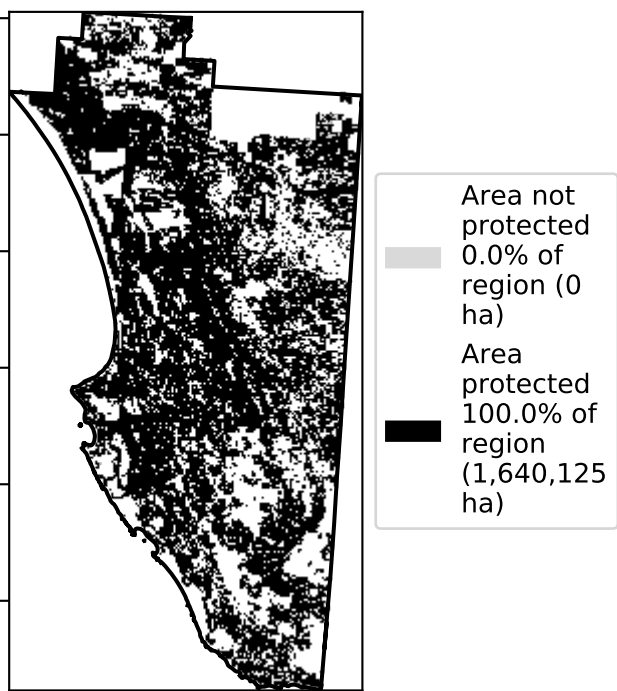 Area not
protected
0.0% of
region (0
ha)
Area
protected
100.0% of
region
(1,640,125
ha)